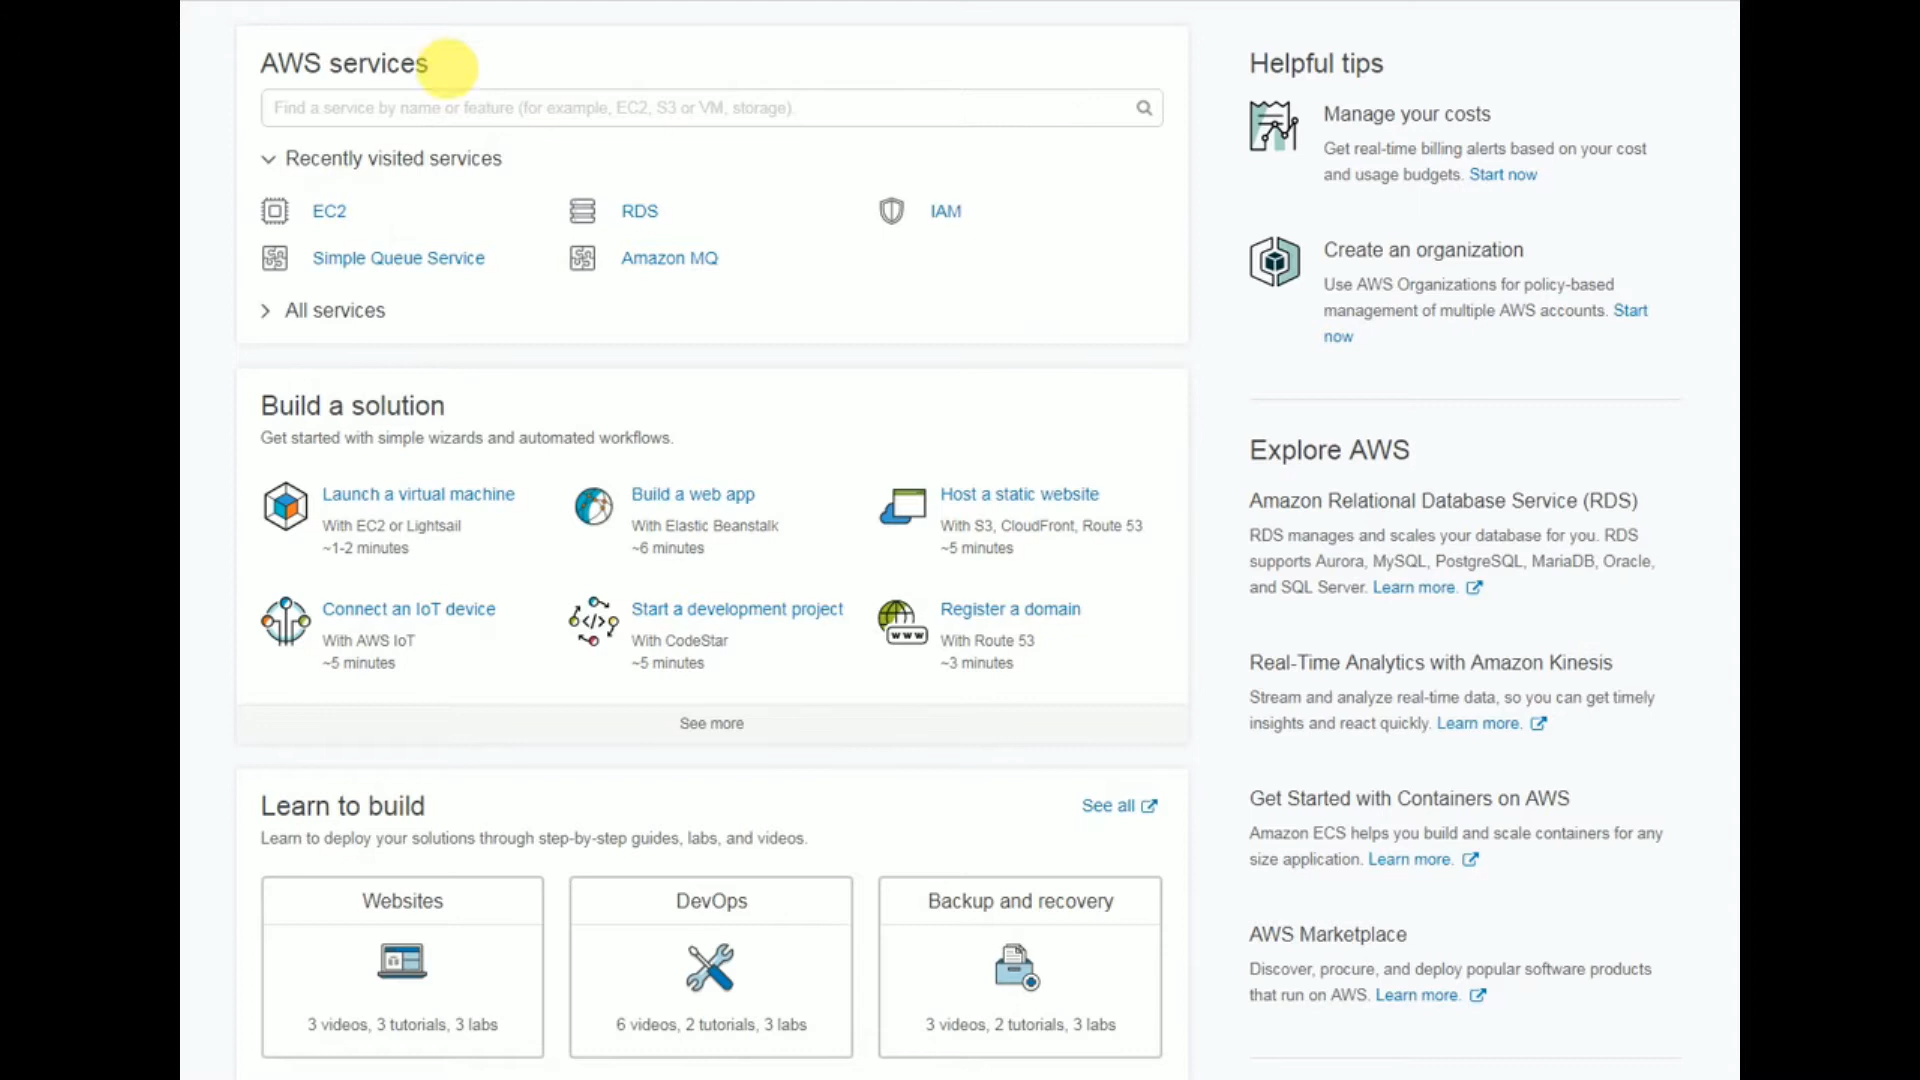 AWS services
Find a service by name or feature (for example, EC2, S3 or VM, storage).
Recently visited services
EC2
RDS
IAM
Simple Queue Service
Amazon MQ
All services
Build a solution
Get started with simple wizards and automated workflows.
Launch a virtual machine
With EC2 or Lightsail
~1-2 minutes
Build a web app
With Elastic Beanstalk
~6 minutes
Host a static website
With S3, CloudFront, Route 53
~5 minutes
Connect an IoT device
With AWS IoT
~5 minutes
Start a development project
With CodeStar
~5 minutes
WWW
Register a domain
With Route 53
~3 minutes
See more
Learn to build
See all
Learn to deploy your solutions through step-by-step guides, labs, and videos.
Websites
3 videos, 3 tutorials, 3 labs
DevOps
6 videos, 2 tutorials, 3 labs
Backup and recovery
3 videos, 2 tutorials, 3 labs
Helpful tips
Manage your costs
Get real-time billing alerts based on your cost
and usage budgets. Start now
Create an organization
Use AWS Organizations for policy-based
management of multiple AWS accounts. Start
now
Explore AWS
Amazon Relational Database Service (RDS)
RDS manages and scales your database for you. RDS
supports Aurora, MySQL, PostgreSQL, MariaDB, Oracle,
and SQL Server. Learn more.
Real-Time Analytics with Amazon Kinesis
Stream and analyze real-time data, so you can get timely
insights and react quickly. Learn more.
Get Started with Containers on AWS
Amazon ECS helps you build and scale containers for any
size application. Learn more.
AWS Marketplace
Discover, procure, and deploy popular software products
that run on AWS. Learn more.